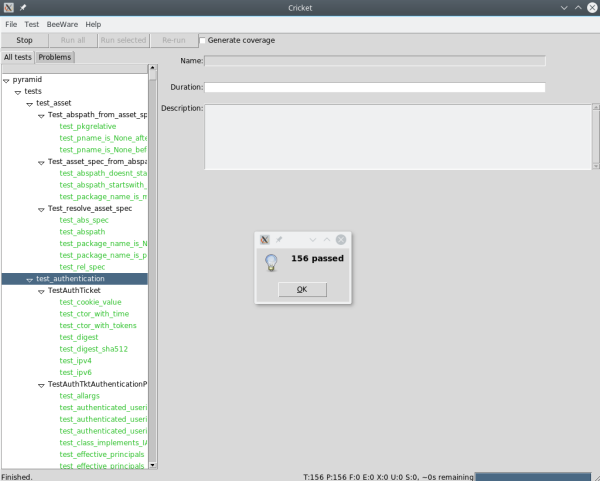 Cricket
File Test BeeWare Help
Stop Run all Run selected Re-run Generate coverage
All tests Problems
Name:
Duration:
Description:
pyramid
tests
test_asset
Test_abspath_from_asset_sp
test_pkgrelative
test_pname_is_None_afte
test_pname_is_None_bef
Test_asset_spec_from_abspa
test_abspath_doesnt_sta
test_abspath_startswith_
test_package_name_is_m
Test_resolve_asset_spec
test_abs_spec
test_abspath
test_package_name_is_N
test_package_name_is_p
test_rel_spec
test_authentication
TestAuthTicket
test_cookie_value
test_ctor_with_time
test_ctor_with_tokens
test_digest
test_digest_sha512
test_ipv4
test_ipv6
TestAuthTktAuthenticationP
test_allargs
test_authenticated_useri
test_authenticated_useri
test_authenticated_useri
test_class_implements_IA
test_effective_principals
test_effective_principals
156 passed
OK
Finished.
T:156 P:156 F:0 E:0 X:0 U:0 S:0, ~0s remaining